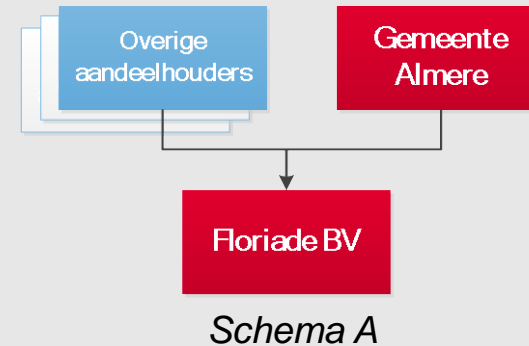 Overige
aandeelhouders
Gemeente
Almere
Floriade BV
Schema A